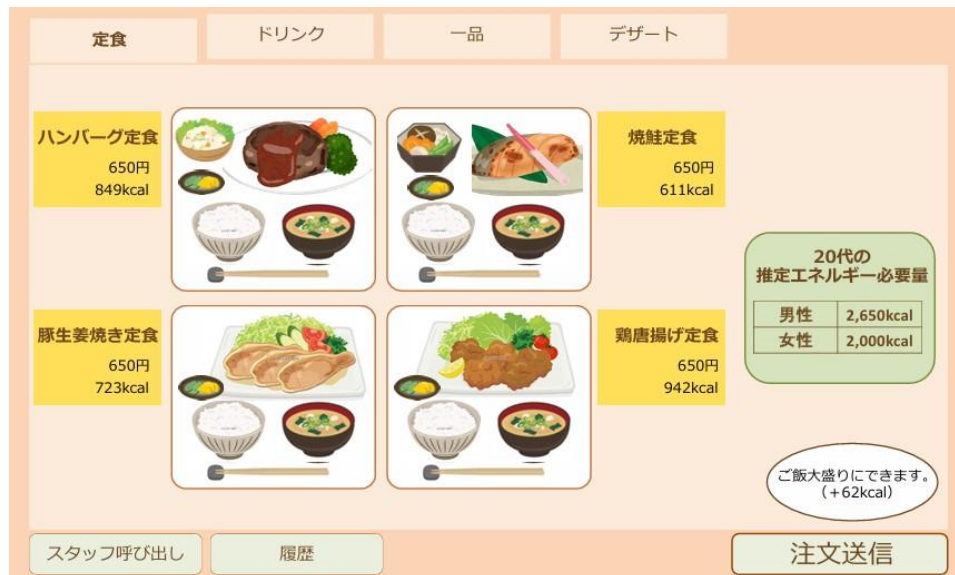 定食
ドリンク
一品
デザート
ハンバーグ定食
650円
849kcal
焼鮭定食
650円
611kcal
20代の
推定エネルギー必要量
男性 2,650kcal
女性 2,000kcal
豚生姜焼き定食
650円
723kcal
鶏唐揚げ定食
650円
942kcal
ご飯大盛りにできます。
(+62kcal)
スタッフ呼び出し
履歴
注文送信